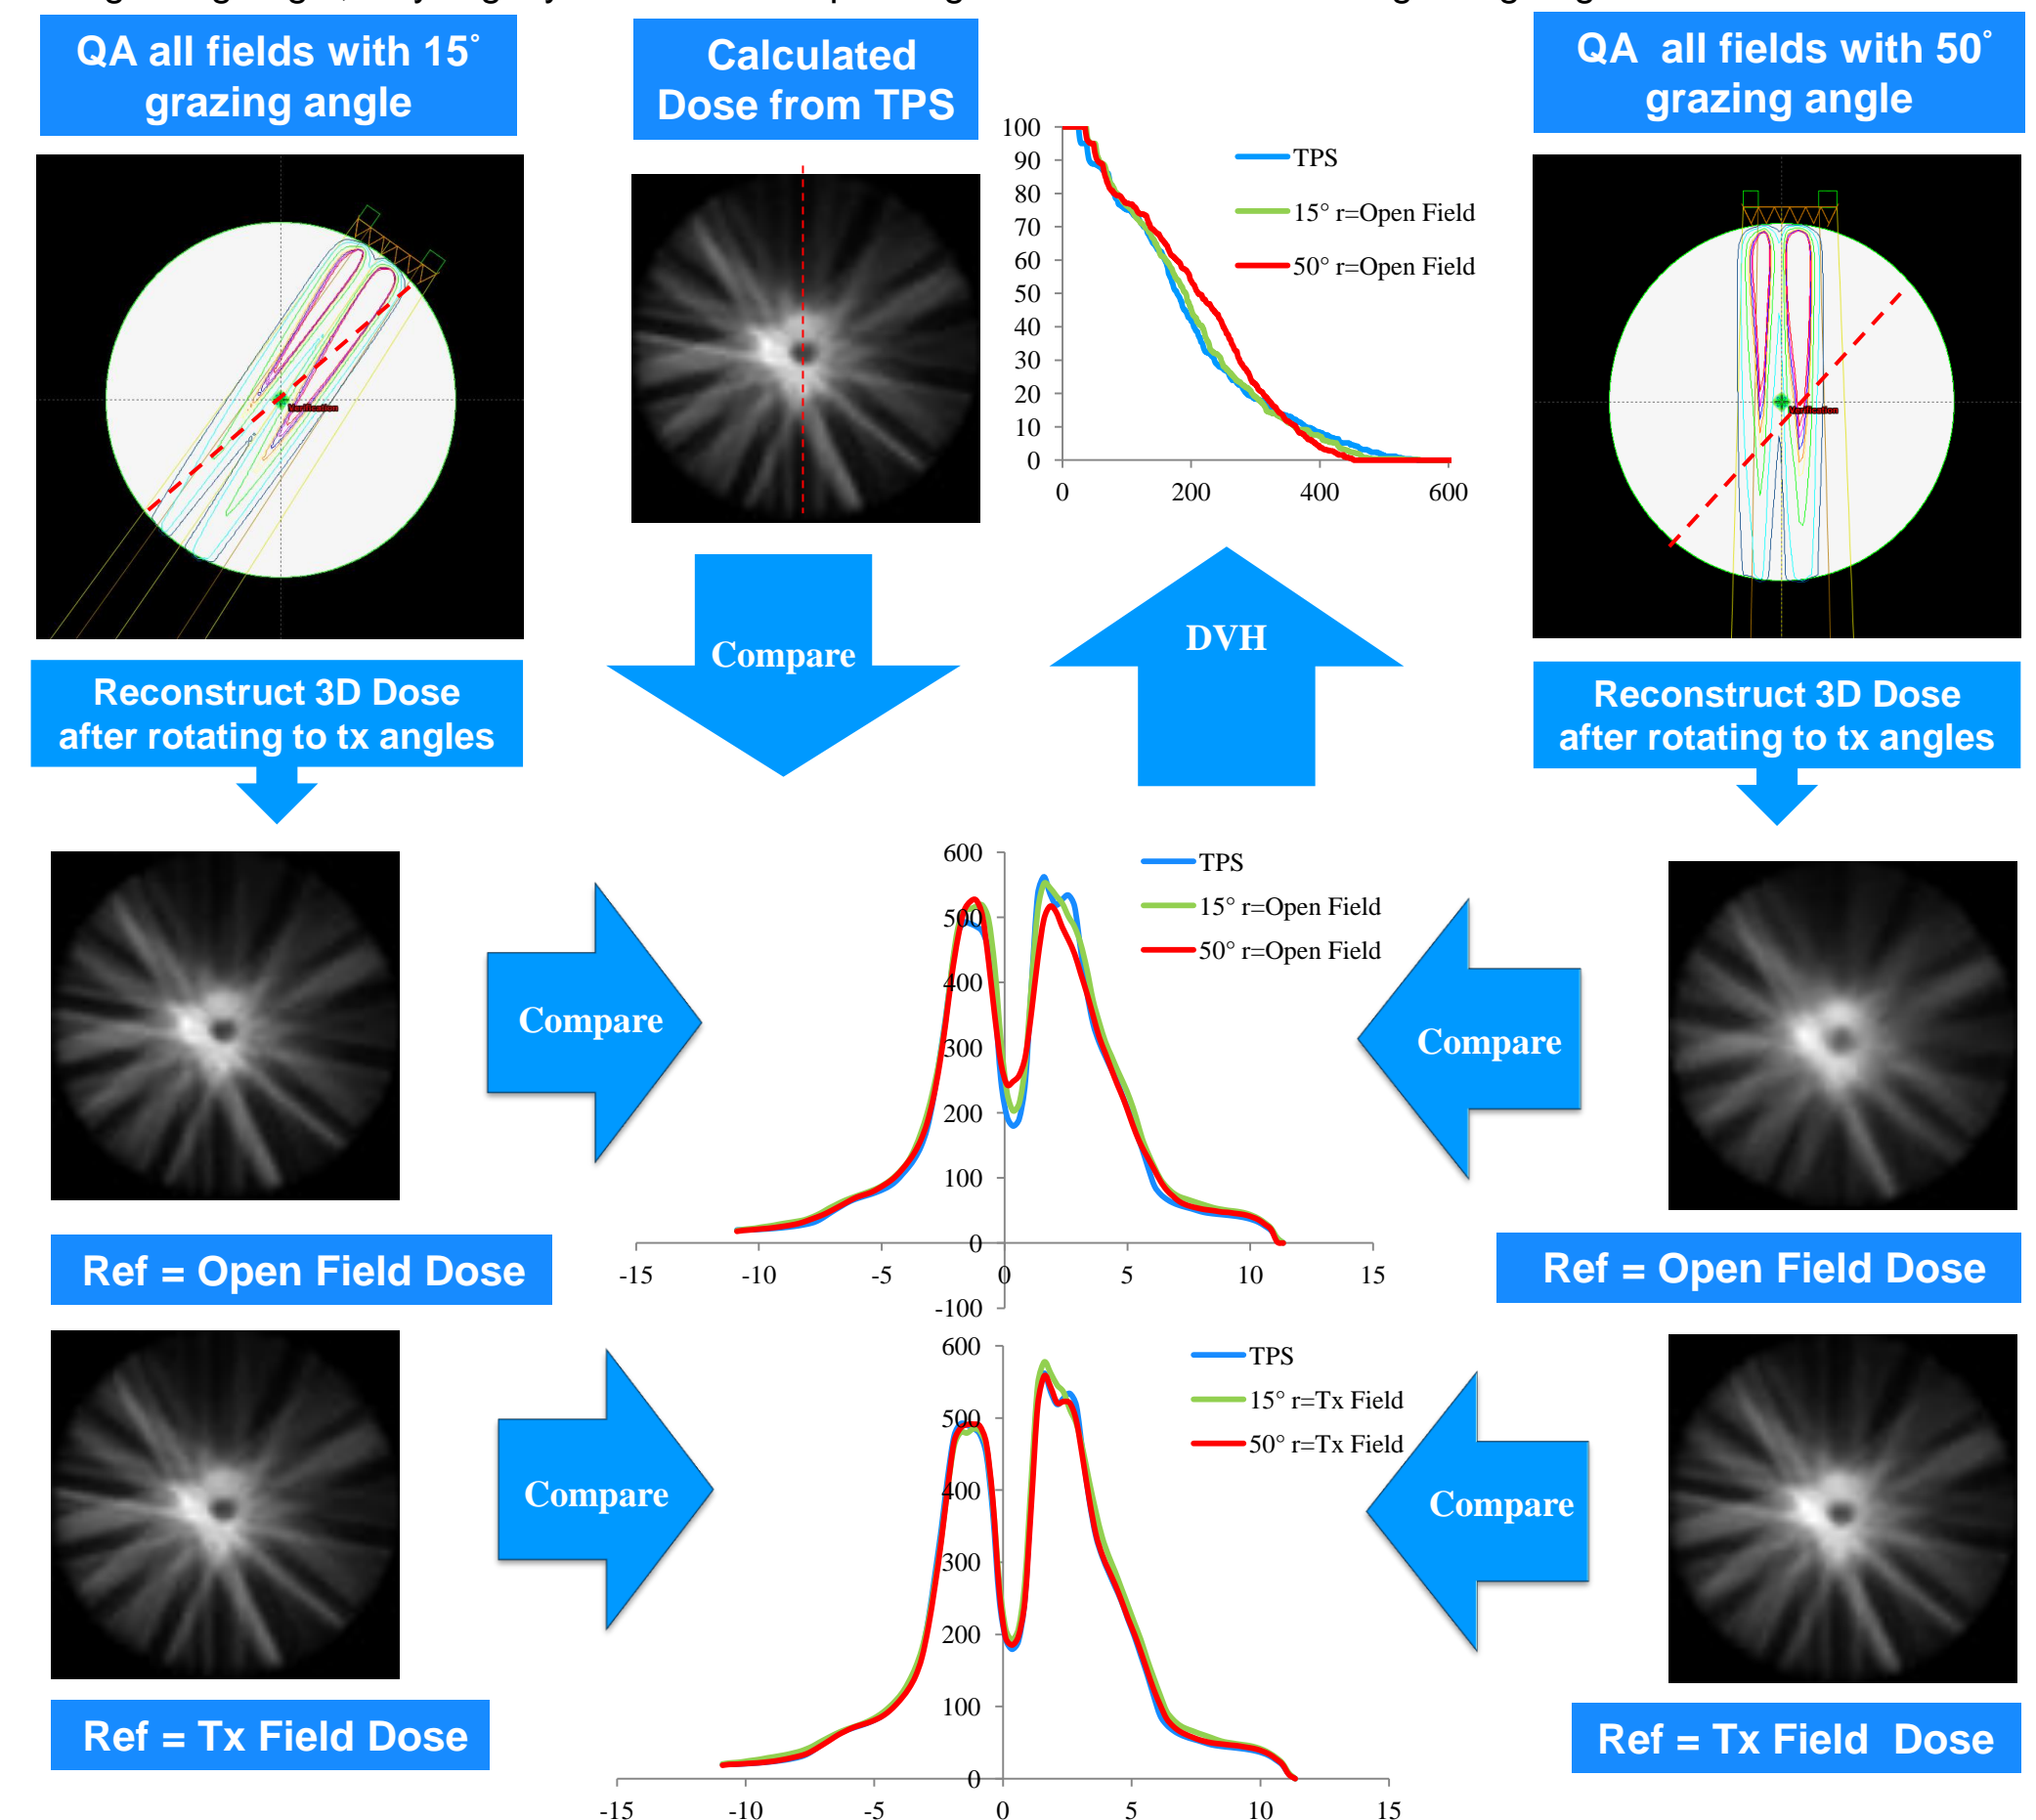 QA all fields with 15° grazing angle
Calculated Dose from TPS
QA all fields with 50° grazing angle
100
90
80
70
60
50
40
30
20
10
0
0 200 400 600
TPS
15° r=Open Field
50° r=Open Field
Verification
Verification
Compare
DVH
Reconstruct 3D Dose
after rotating to tx angles
Reconstruct 3D Dose
after rotating to tx angles
600
500
400
300
200
100
0
-100
-15 -10 -5 0 5 10 15
TPS
15° r=Open Field
50° r=Open Field
Compare
Compare
Ref = Open Field Dose
Ref = Open Field Dose
600
500
400
300
200
100
0
-15 -10 -5 0 5 10 15
TPS
15° r=Tx Field
50° r=Tx Field
Compare
Compare
Ref = Tx Field Dose
Ref = Tx Field Dose